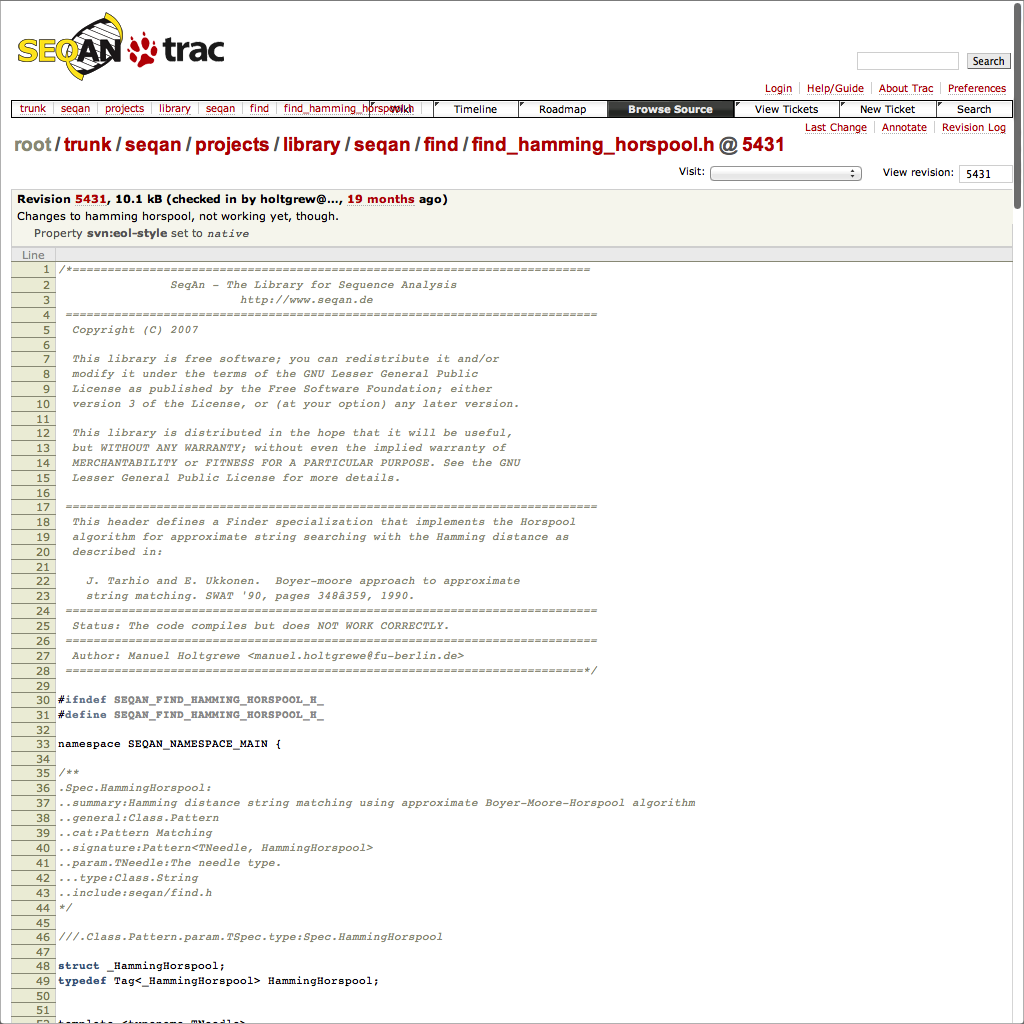 SEQAN trac
Search
Login Help/Guide About Trac Preferences
trunk seqan projects library seqan find find_hamming_horspool.h Wiki Timeline Roadmap Browse Source View Tickets New Ticket Search
Last Change Annotate Revision Log
root/trunk/seqan/projects/library/seqan/find/find_hamming_horspool.h @ 5431
Visit: View revision: 5431
Revision 5431, 10.1 kB (checked in by holtgrew@…, 19 months ago)
Changes to hamming horspool, not working yet, though.
Property svn:eol-style set to native
Line
1 /*==========================================================================
2 SeqAn - The Library for Sequence Analysis
3 http://www.seqan.de
4 ============================================================================
5 Copyright (C) 2007
6
7 This library is free software; you can redistribute it and/or
8 modify it under the terms of the GNU Lesser General Public
9 License as published by the Free Software Foundation; either
10 version 3 of the License, or (at your option) any later version.
11
12 This library is distributed in the hope that it will be useful,
13 but WITHOUT ANY WARRANTY; without even the implied warranty of
14 MERCHANTABILITY or FITNESS FOR A PARTICULAR PURPOSE. See the GNU
15 Lesser General Public License for more details.
16
17 ============================================================================
18 This header defines a Finder specialization that implements the Horspool
19 algorithm for approximate string searching with the Hamming distance as
20 described in:
21
22 J. Tarhio and E. Ukkonen. Boyer-moore approach to approximate
23 string matching. SWAT '90, pages 348â359, 1990.
24 ============================================================================
25 Status: The code compiles but does NOT WORK CORRECTLY.
26 ============================================================================
27 Author: Manuel Holtgrewe <manuel.holtgrewe@fu-berlin.de>
28 ==========================================================================*/
29
30 #ifndef SEQAN_FIND_HAMMING_HORSPOOL_H_
31 #define SEQAN_FIND_HAMMING_HORSPOOL_H_
32
33 namespace SEQAN_NAMESPACE_MAIN {
34
35 /**
36 .Spec.HammingHorspool:
37 ..summary:Hamming distance string matching using approximate Boyer-Moore-Horspool algorithm
38 ..general:Class.Pattern
39 ..cat:Pattern Matching
40 ..signature:Pattern<TNeedle, HammingHorspool>
41 ..param.TNeedle:The needle type.
42 ...type:Class.String
43 ..include:seqan/find.h
44 */
45
46 ///.Class.Pattern.param.TSpec.type:Spec.HammingHorspool
47
48 struct _HammingHorspool;
49 typedef Tag<_HammingHorspool> HammingHorspool;
50
51
52 template <typename TNeedle>